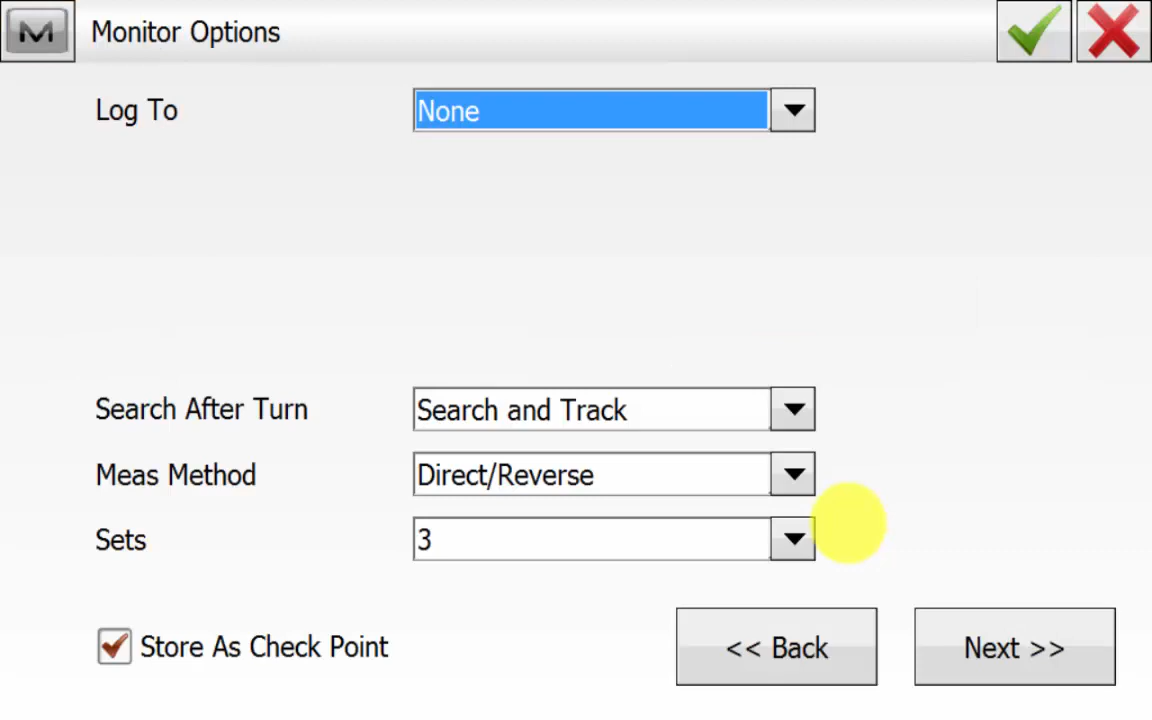 M Monitor Options
Log To None
Search After Turn Search and Track
Meas Method Direct/Reverse
Sets 3
Store As Check Point << Back Next >>